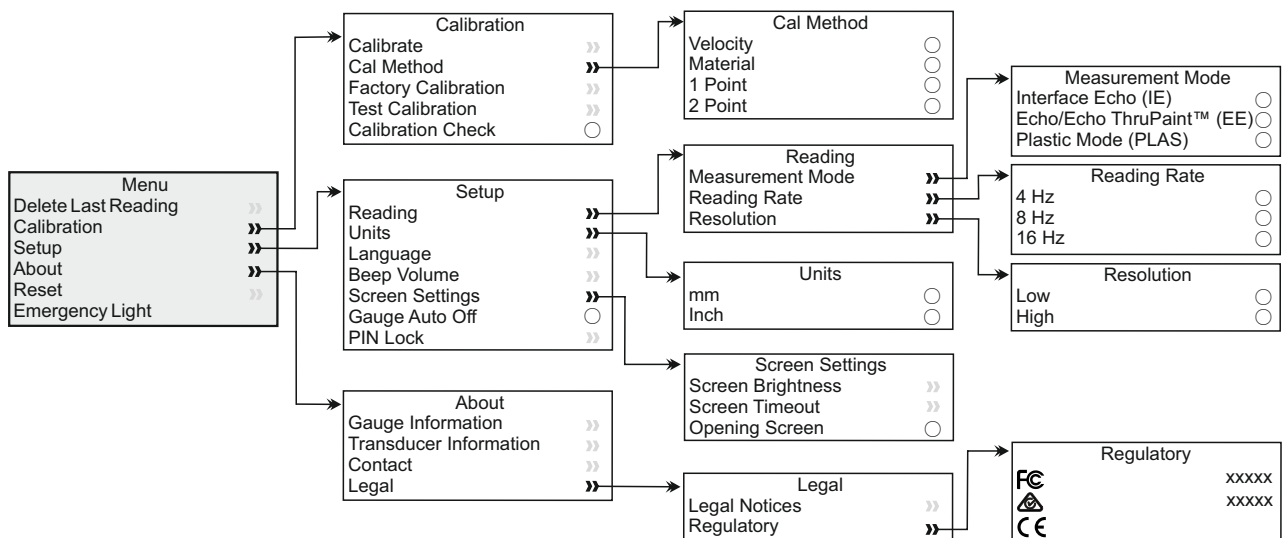 Menu
Delete Last Reading
Calibration
Setup
About
Reset
Emergency Light
Calibration
Calibrate
Cal Method
Factory Calibration
Test Calibration
Calibration Check
Setup
Reading
Units
Language
Beep Volume
Screen Settings
Gauge Auto Off
PIN Lock
About
Gauge Information
Transducer Information
Contact
Legal
Cal Method
Velocity
Material
1 Point
2 Point
Reading
Measurement Mode
Reading Rate
Resolution
Units
mm
Inch
Screen Settings
Screen Brightness
Screen Timeout
Opening Screen
Legal
Legal Notices
Regulatory
Measurement Mode
Interface Echo (IE)
Echo/Echo ThruPaint™ (EE)
Plastic Mode (PLAS)
Reading Rate
4 Hz
8 Hz
16 Hz
Resolution
Low
High
Regulatory
FC xxxxx
xxxxx
CE